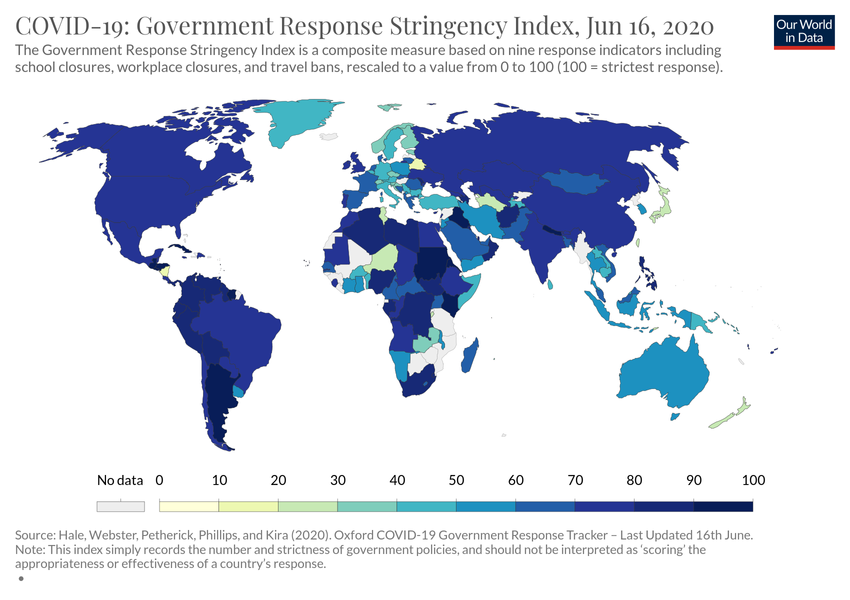 COVID-19: Government Response Stringency Index, Jun 16, 2020
Our World
in Data
The Government Response Stringency Index is a composite measure based on nine response indicators including
school closures, workplace closures, and travel bans, rescaled to a value from 0 to 100 (100 = strictest response).
No data 0 10 20 30 40 50 60 70 80 90 100
Source: Hale, Webster, Petherick, Phillips, and Kira (2020). Oxford COVID-19 Government Response Tracker – Last Updated 16th June.
Note: This index simply records the number and strictness of government policies, and should not be interpreted as ‘scoring’ the
appropriateness or effectiveness of a country's response.